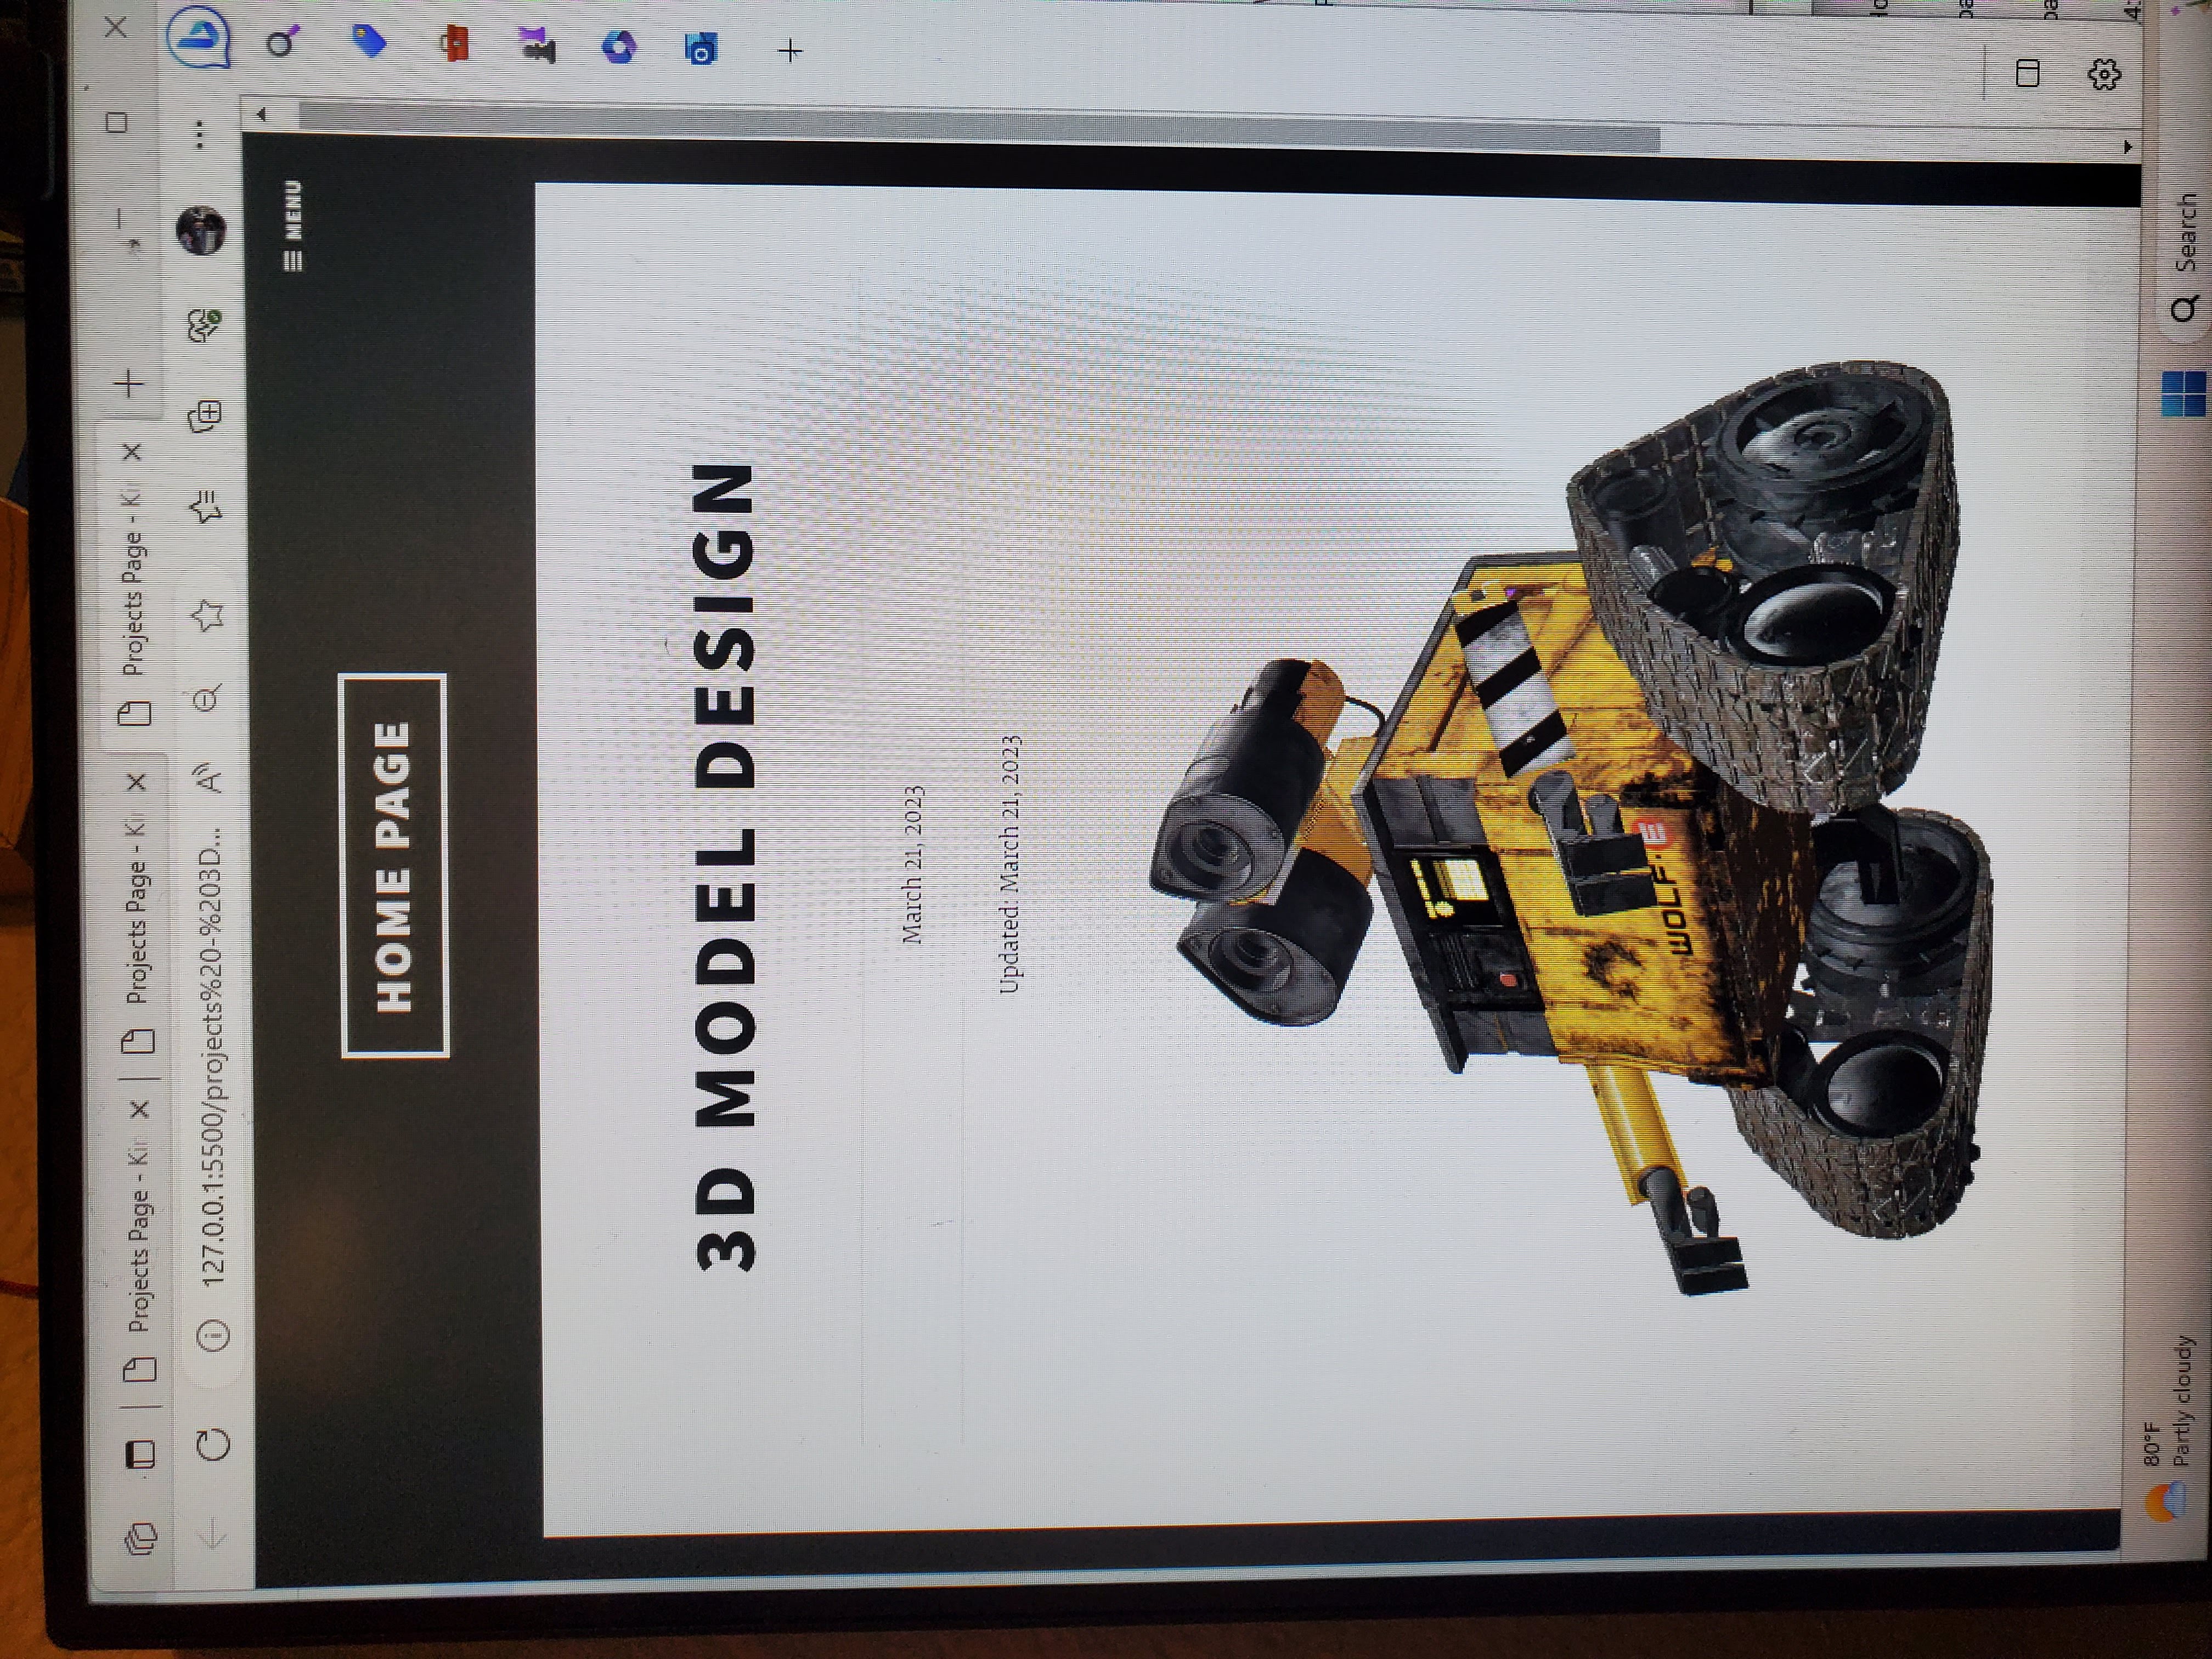 Projects Page - Kin
Projects Page - Ki
Projects Page - Ki
127.0.0.1:5500/projects%20-%203D...
MENU
HOME PAGE
3D MODEL DESIGN
March 21, 2023
Updated: March 21, 2023
WOLF·E
80°F
Partly cloudy
Search